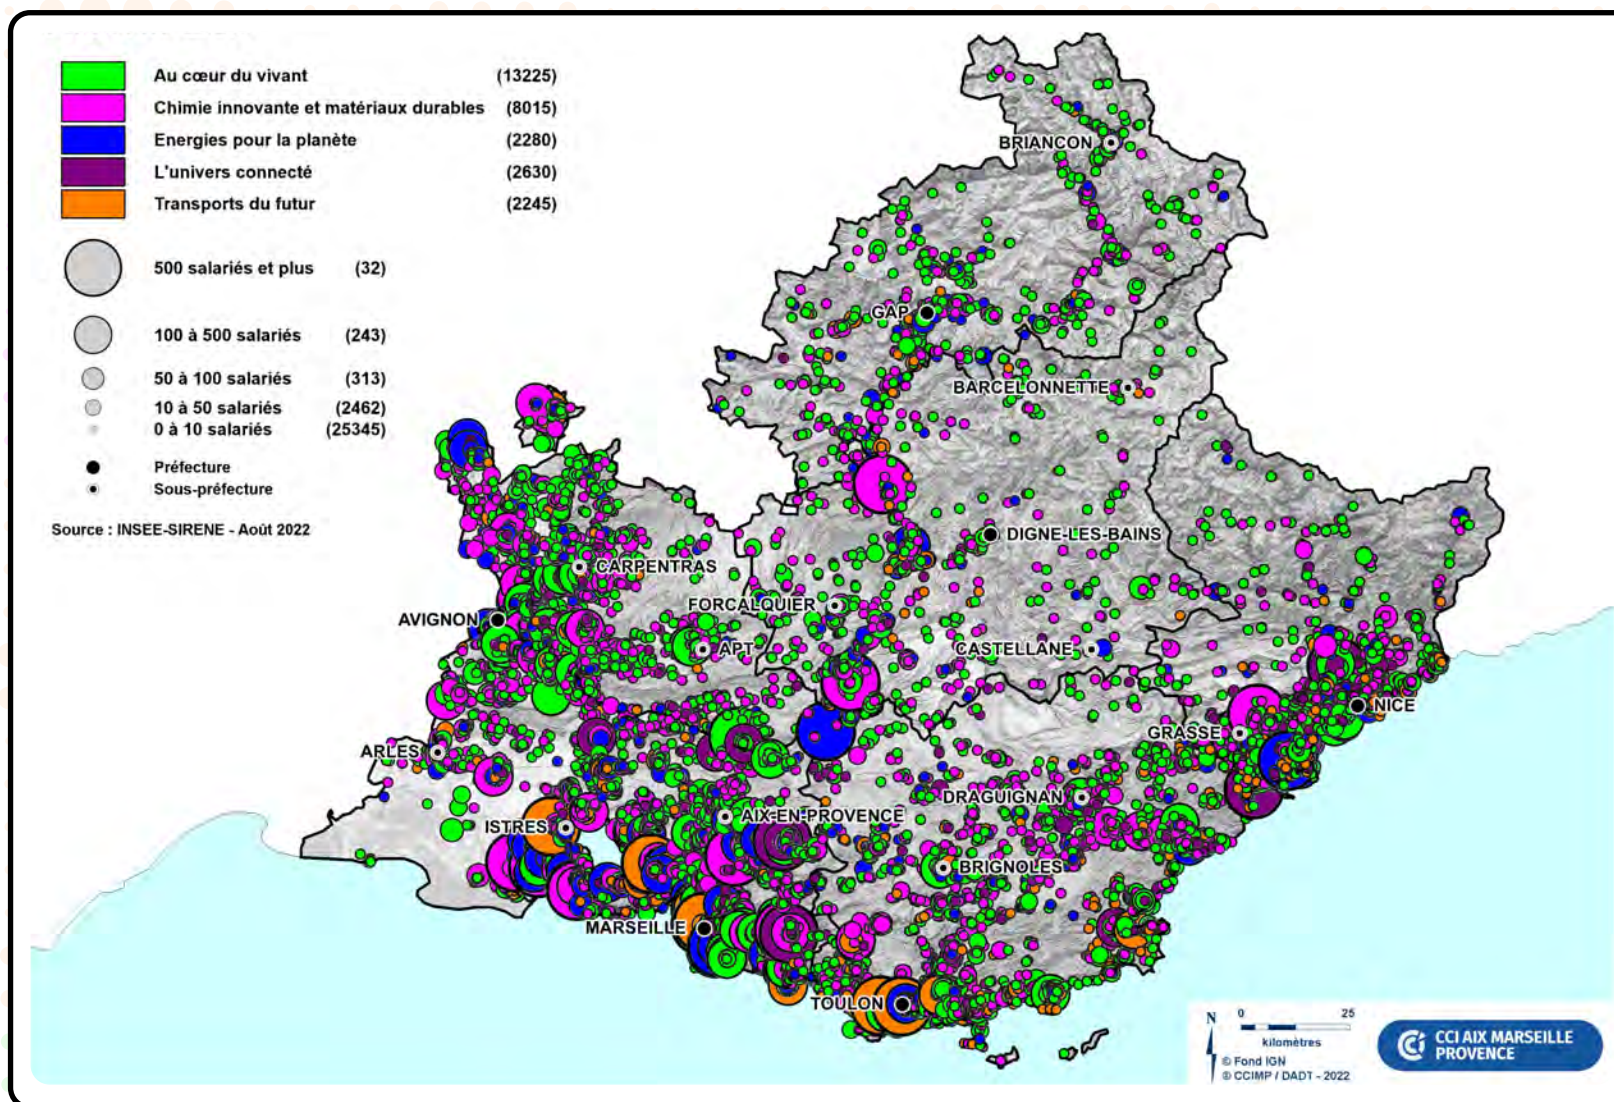 Au cœur du vivant (13225)
Chimie innovante et matériaux durables (8015)
Energies pour la planète (2280)
L'univers connecté (2630)
Transports du futur (2245)
500 salariés et plus (32)
100 à 500 salariés (243)
50 à 100 salariés (313)
10 à 50 salariés (2462)
0 à 10 salariés (25345)
Préfecture
Sous-préfecture
Source : INSEE-SIRENE - Août 2022
BRIANCON
GAP
BARCELONNETTE
DIGNE-LES-BAINS
CARPENTRAS
FORCALQUIER
AVIGNON
APT
CASTELLANE
NICE
GRASSE
ARLES
DRAGUIGNAN
AIX-EN-PROVENCE
ISTRES
BRIGNOLES
MARSEILLE
TOULON
N
0 25
kilomètres
© Fond IGN
© CCIMP / DADT - 2022
CCI AIX MARSEILLE
PROVENCE